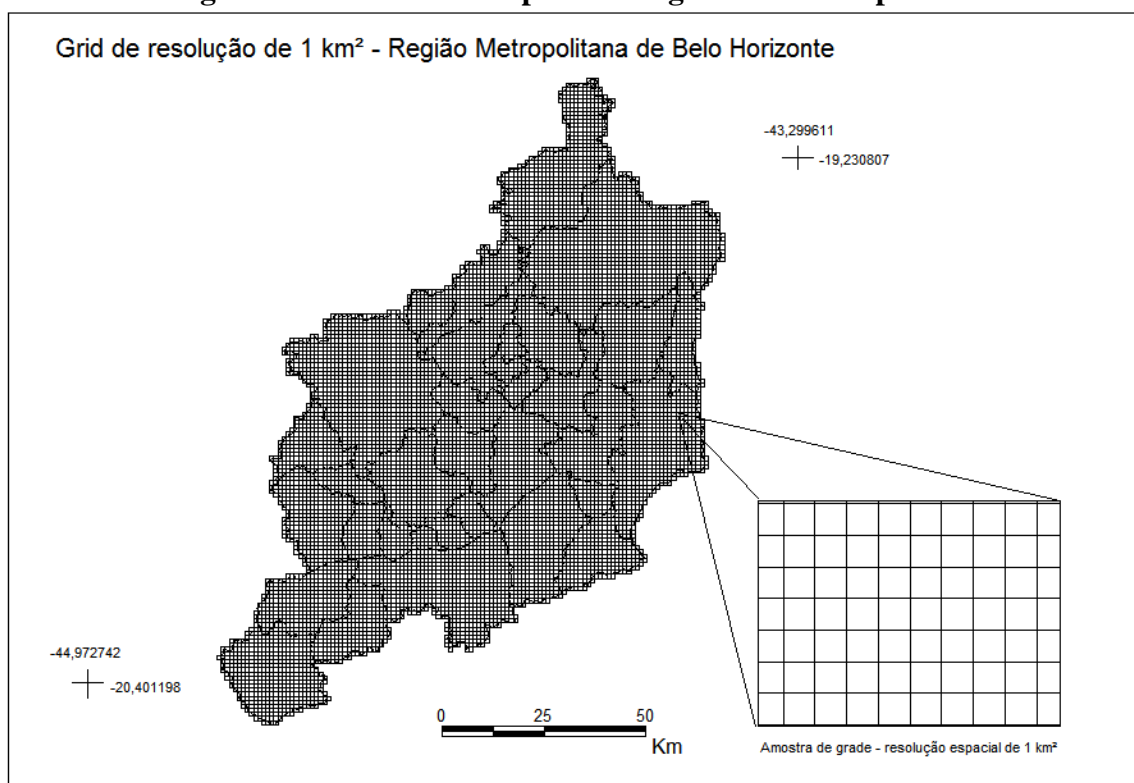 Grid de resolução de 1 km² - Região Metropolitana de Belo Horizonte
-43,299611
-19,230807
-44,972742
-20,401198
0 25 50
Km
Amostra de grade - resolução espacial de 1 km²